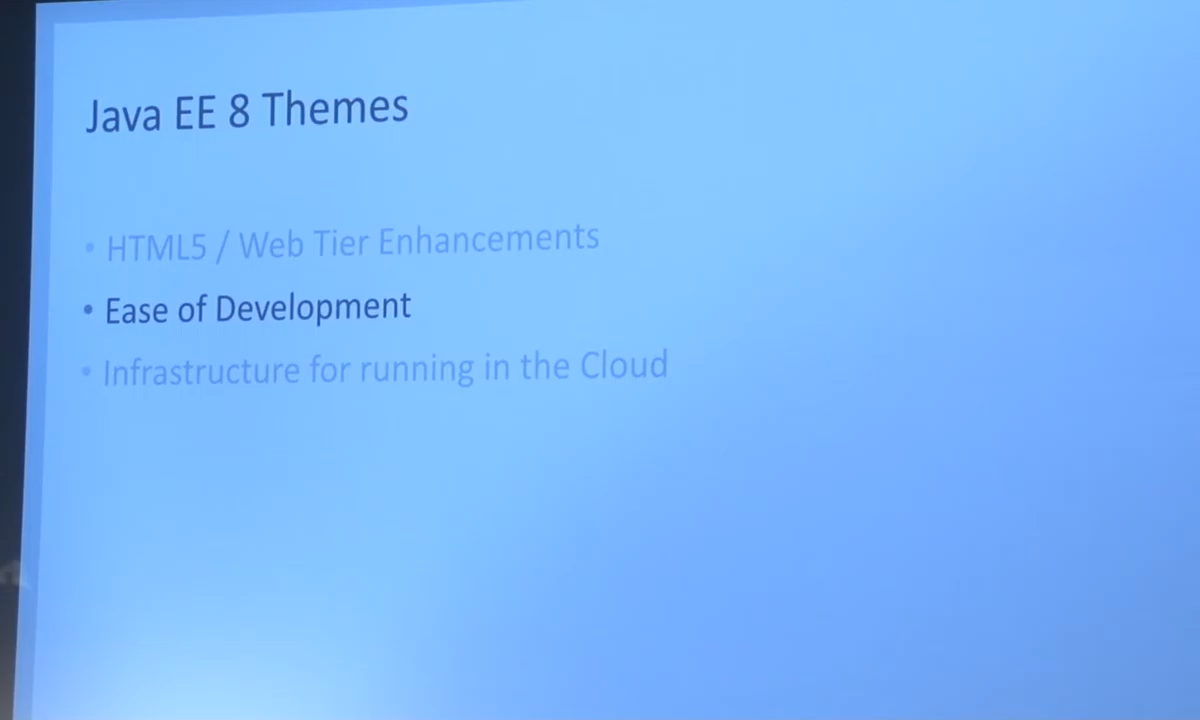 Java EE 8 Themes
• HTML5 / Web Tier Enhancements
• Ease of Development
• Infrastructure for running in the Cloud